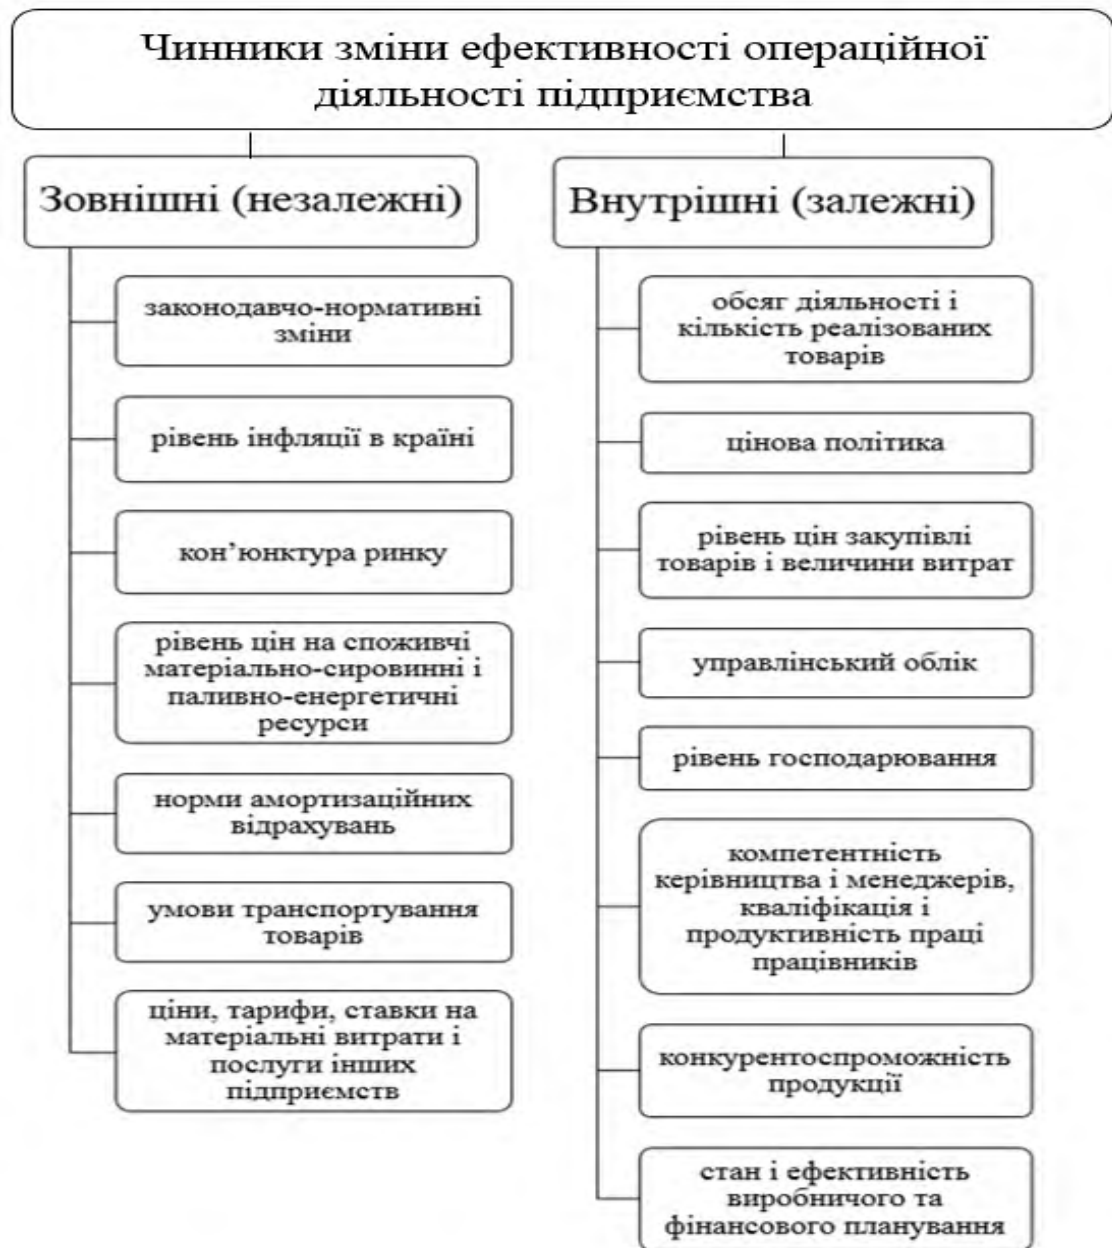 Чинники зміни ефективності операційної
діяльності підприємства
Зовнішні (незалежні)
законодавчо-нормативні
зміни
рівень інфляції в країні
кон’юнктура ринку
рівень цін на споживчі
матеріально-сировинні і
паливно-енергетичні
ресурси
норми амортизаційних
відрахувань
умови транспортування
товарів
ціни, тарифи, ставки на
матеріальні витрати і
послуги інших
підприємств
Внутрішні (залежні)
обсяг діяльності і
кількість реалізованих
товарів
цінова політика
рівень цін закупівлі
товарів і величини витрат
управлінський облік
рівень господарювання
компетентність
керівництва і менеджерів,
кваліфікація і
продуктивність праці
працівників
конкурентоспроможність
продукції
стан і ефективність
виробничого та
фінансового планування